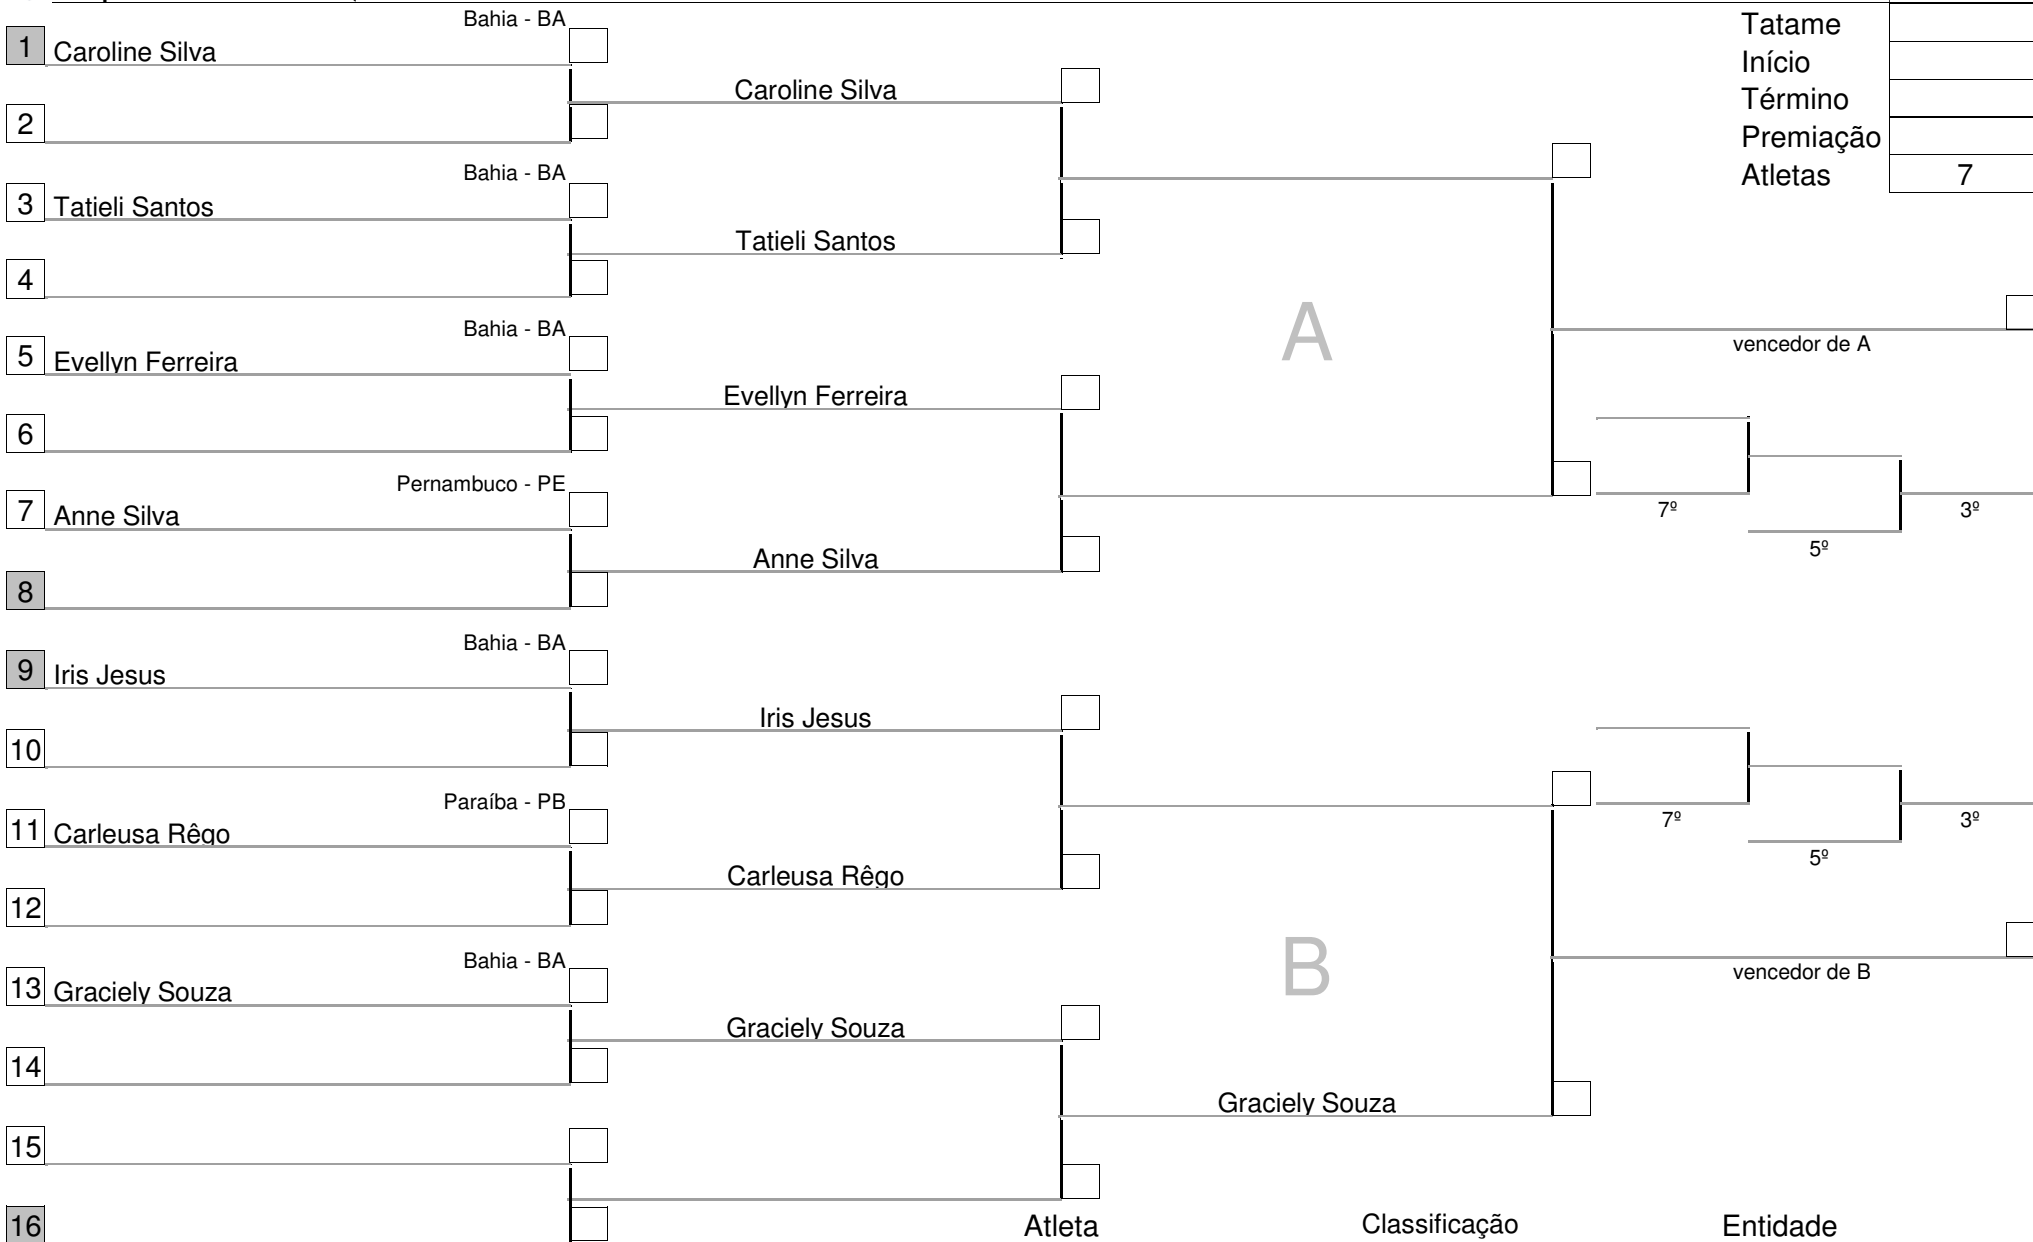 Bahia - BA
1 Caroline Silva
Caroline Silva
2
Bahia - BA
3 Tatieli Santos
Tatieli Santos
4
Bahia - BA
5 Evellyn Ferreira
Evellyn Ferreira
6
Pernambuco - PE
7 Anne Silva
Anne Silva
8
Bahia - BA
9 Iris Jesus
Iris Jesus
10
Paraíba - PB
11 Carleusa Rêgo
Carleusa Rêgo
12
Bahia - BA
13 Graciely Souza
Graciely Souza
14
Graciely Souza
15
16
A
B
Tatame
Início
Término
Premiação
Atletas 7
vencedor de A
7º
3º
5º
7º
3º
5º
vencedor de B
Atleta Classificação Entidade